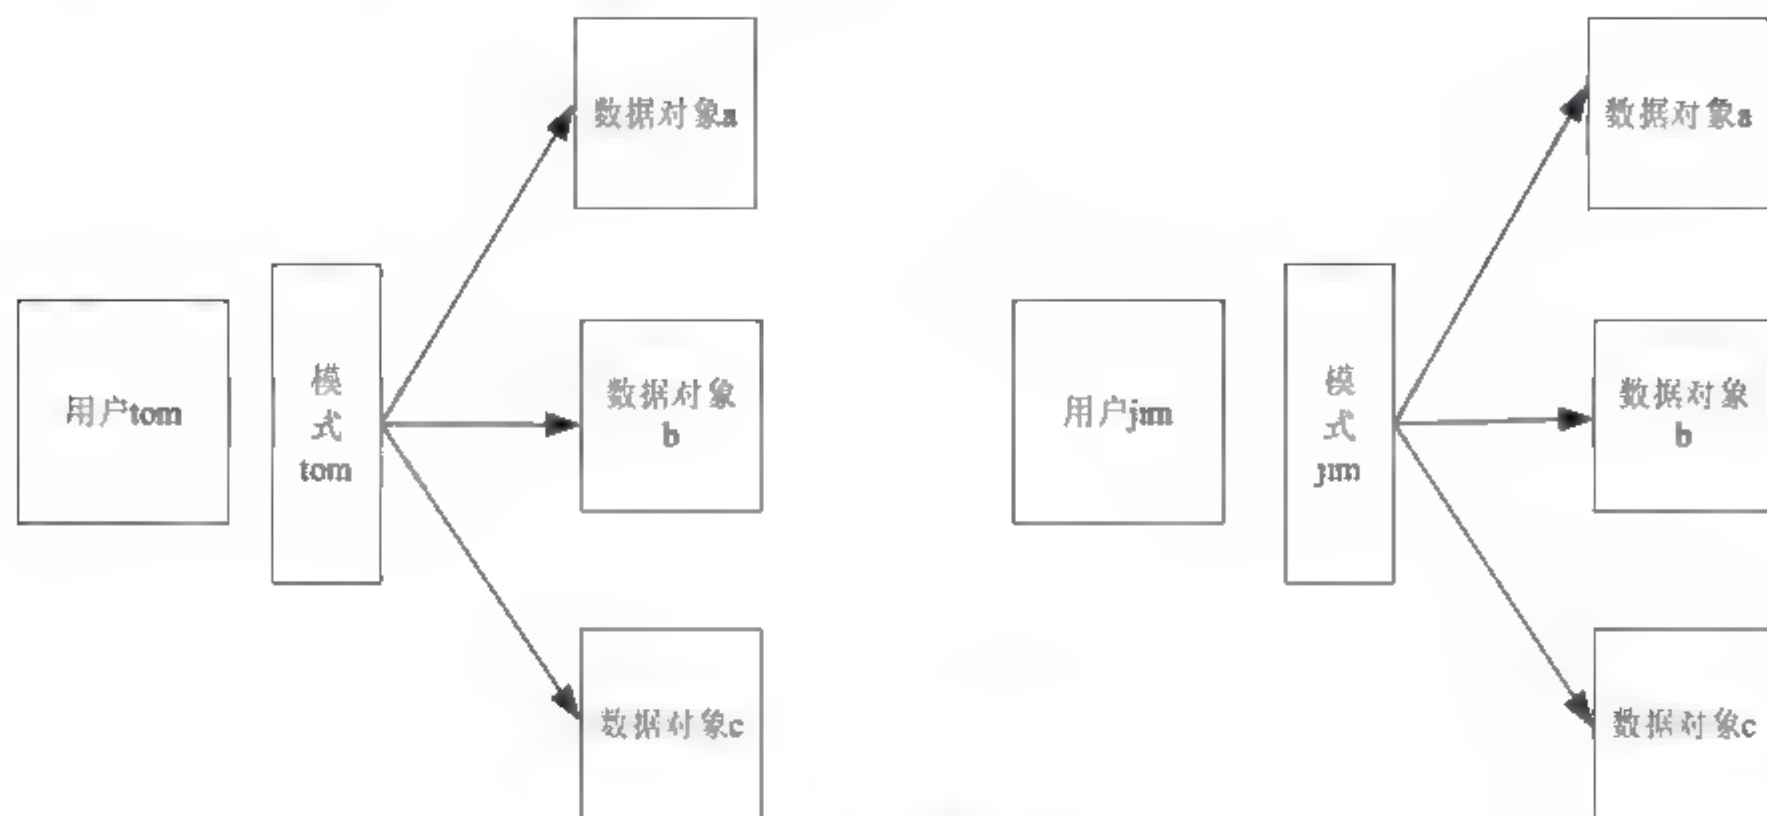 数据对象a
用户tom
模
式
tom
数据对象
b
数据对象c
数据对象a
用户jim
模
式
jim
数据对象
b
数据对象c